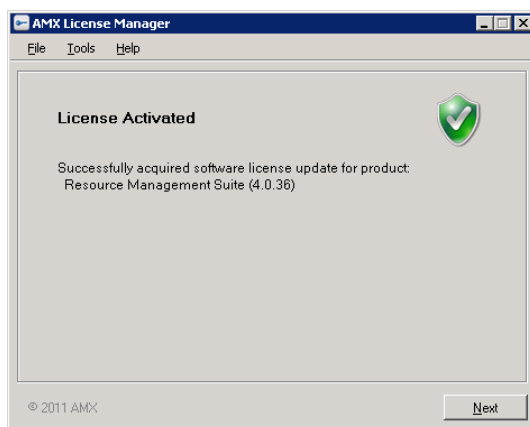 AMX License Manager
File Tools Help
License Activated
Successfully acquired software license update for product:
Resource Management Suite (4.0.36)
© 2011 AMX
Next